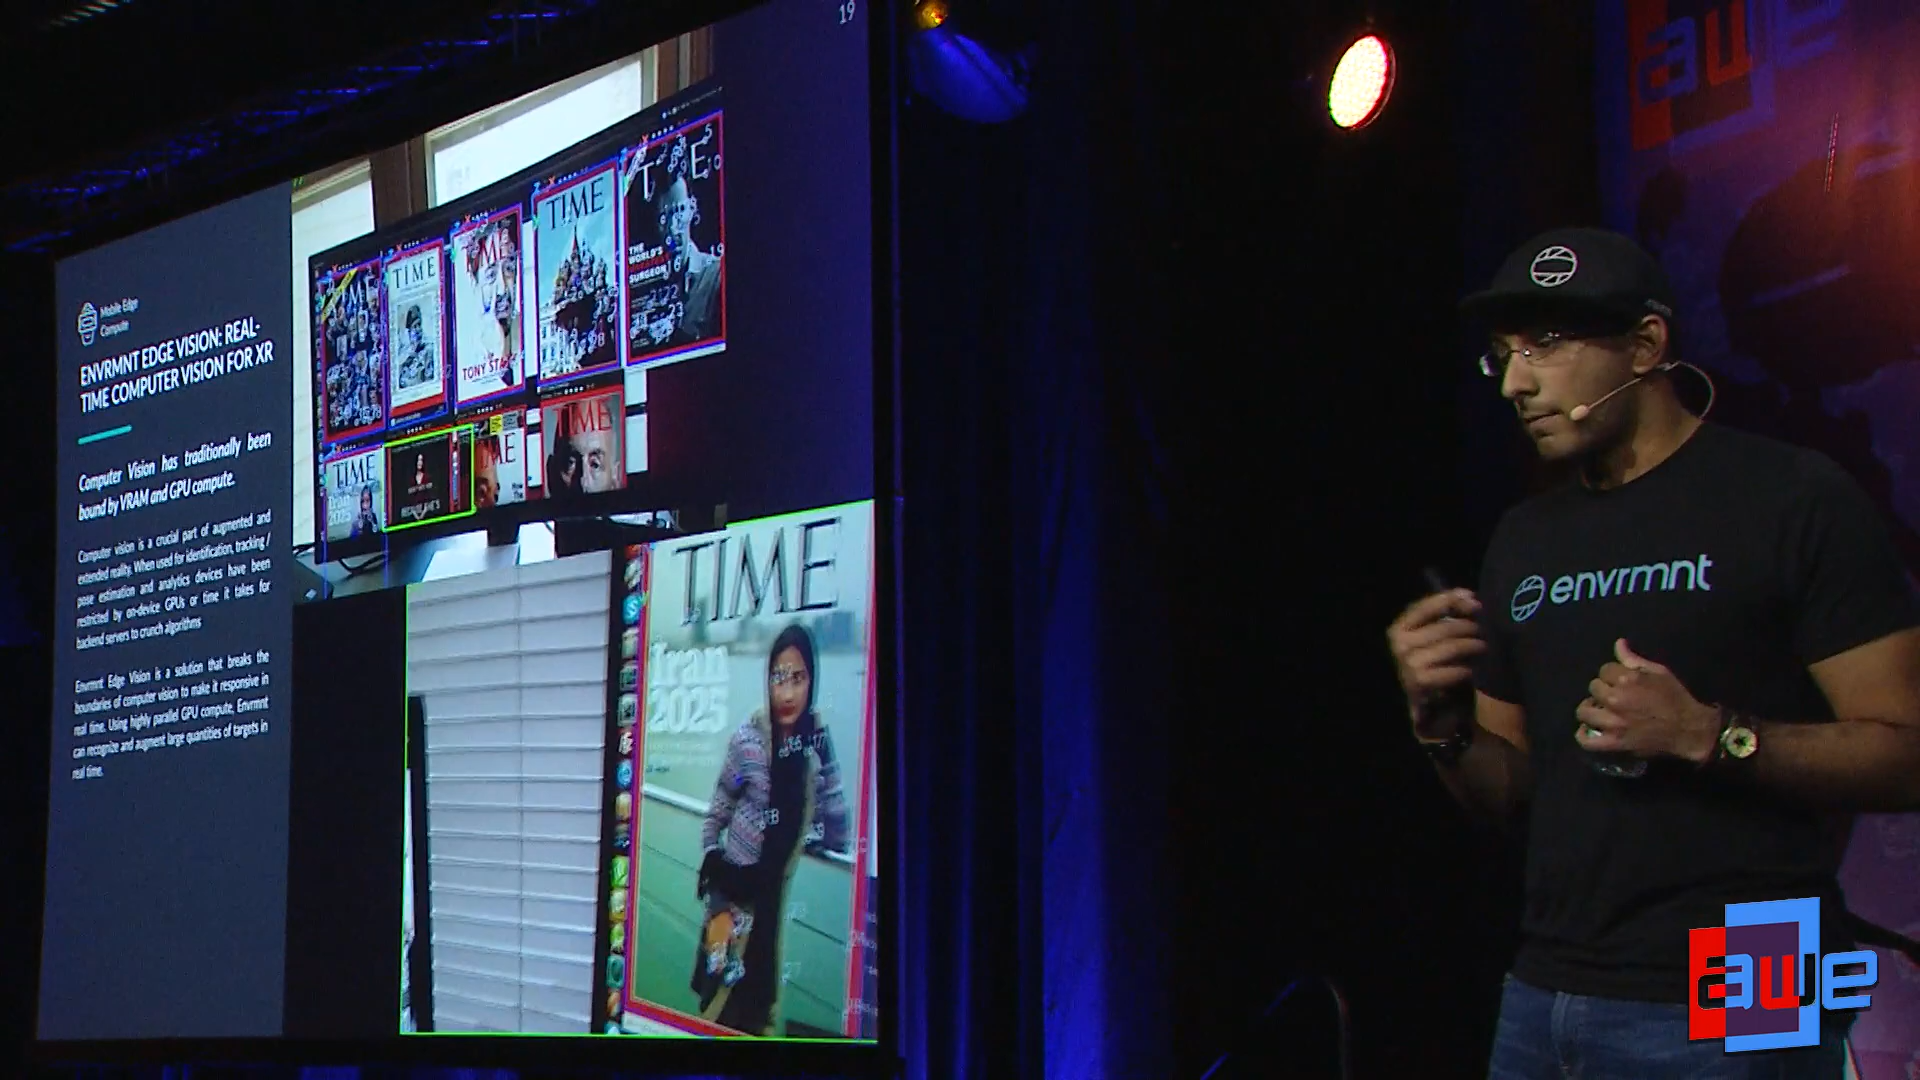 19
Mobile Edge
Compute
ENVRMNT EDGE VISION: REAL-
TIME COMPUTER VISION FOR XR
Computer Vision has traditionally been
bound by VRAM and GPU compute.
Computer vision is a crucial part of augmented and
extended reality. When used for identification, tracking /
pose estimation and analytics devices have been
restricted by on-device GPUs or time it takes for
backend servers to crunch algorithms
Envrmnt Edge Vision is a solution that breaks the
boundaries of computer vision to make it responsive in
real time. Using highly parallel GPU compute, Envrmnt
can recognize and augment large quantities of targets in
real time.
TIME
TIME
TIME
TONY
TIME
TIME
THE
WORLD'S
SURGEON
TIME
Iran
2025
TIME
TIME
TIME
Iran
2025
envrmnt
awe
awe